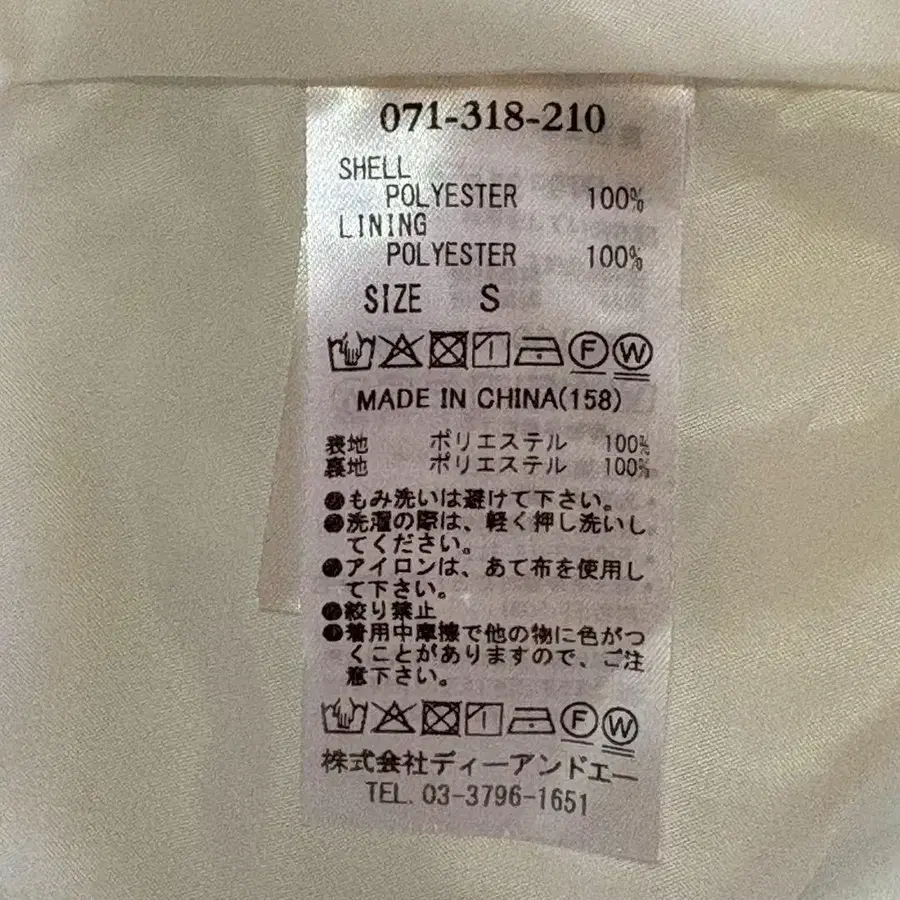 071-318-210
SHELL
POLYESTER 100%
LINING
POLYESTER 100%
SIZE S
F W
MADE IN CHINA(158)
表地 ポリエステル 100%
裏地 ポリエステル 100%
●もみ洗いは避けて下さい。
●洗濯の際は、軽く押し洗いし
てください。
●アイロンは、あて布を使用し
て下さい。
●絞り禁止
●着用中摩擦で他の物に色がつ
くことがありますので、ご注
意下さい。
F W
株式会社ディーアンドエー
TEL. 03-3796-1651